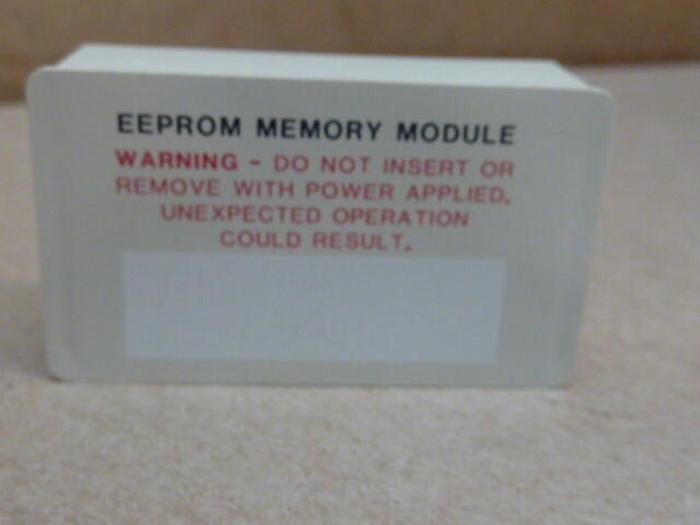 EEPROM MEMORY MODULE
WARNING - DO NOT INSERT OR
REMOVE WITH POWER APPLIED.
UNEXPECTED OPERATION
COULD RESULT.